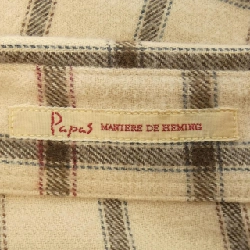 Papas MANIERE DE HEMING